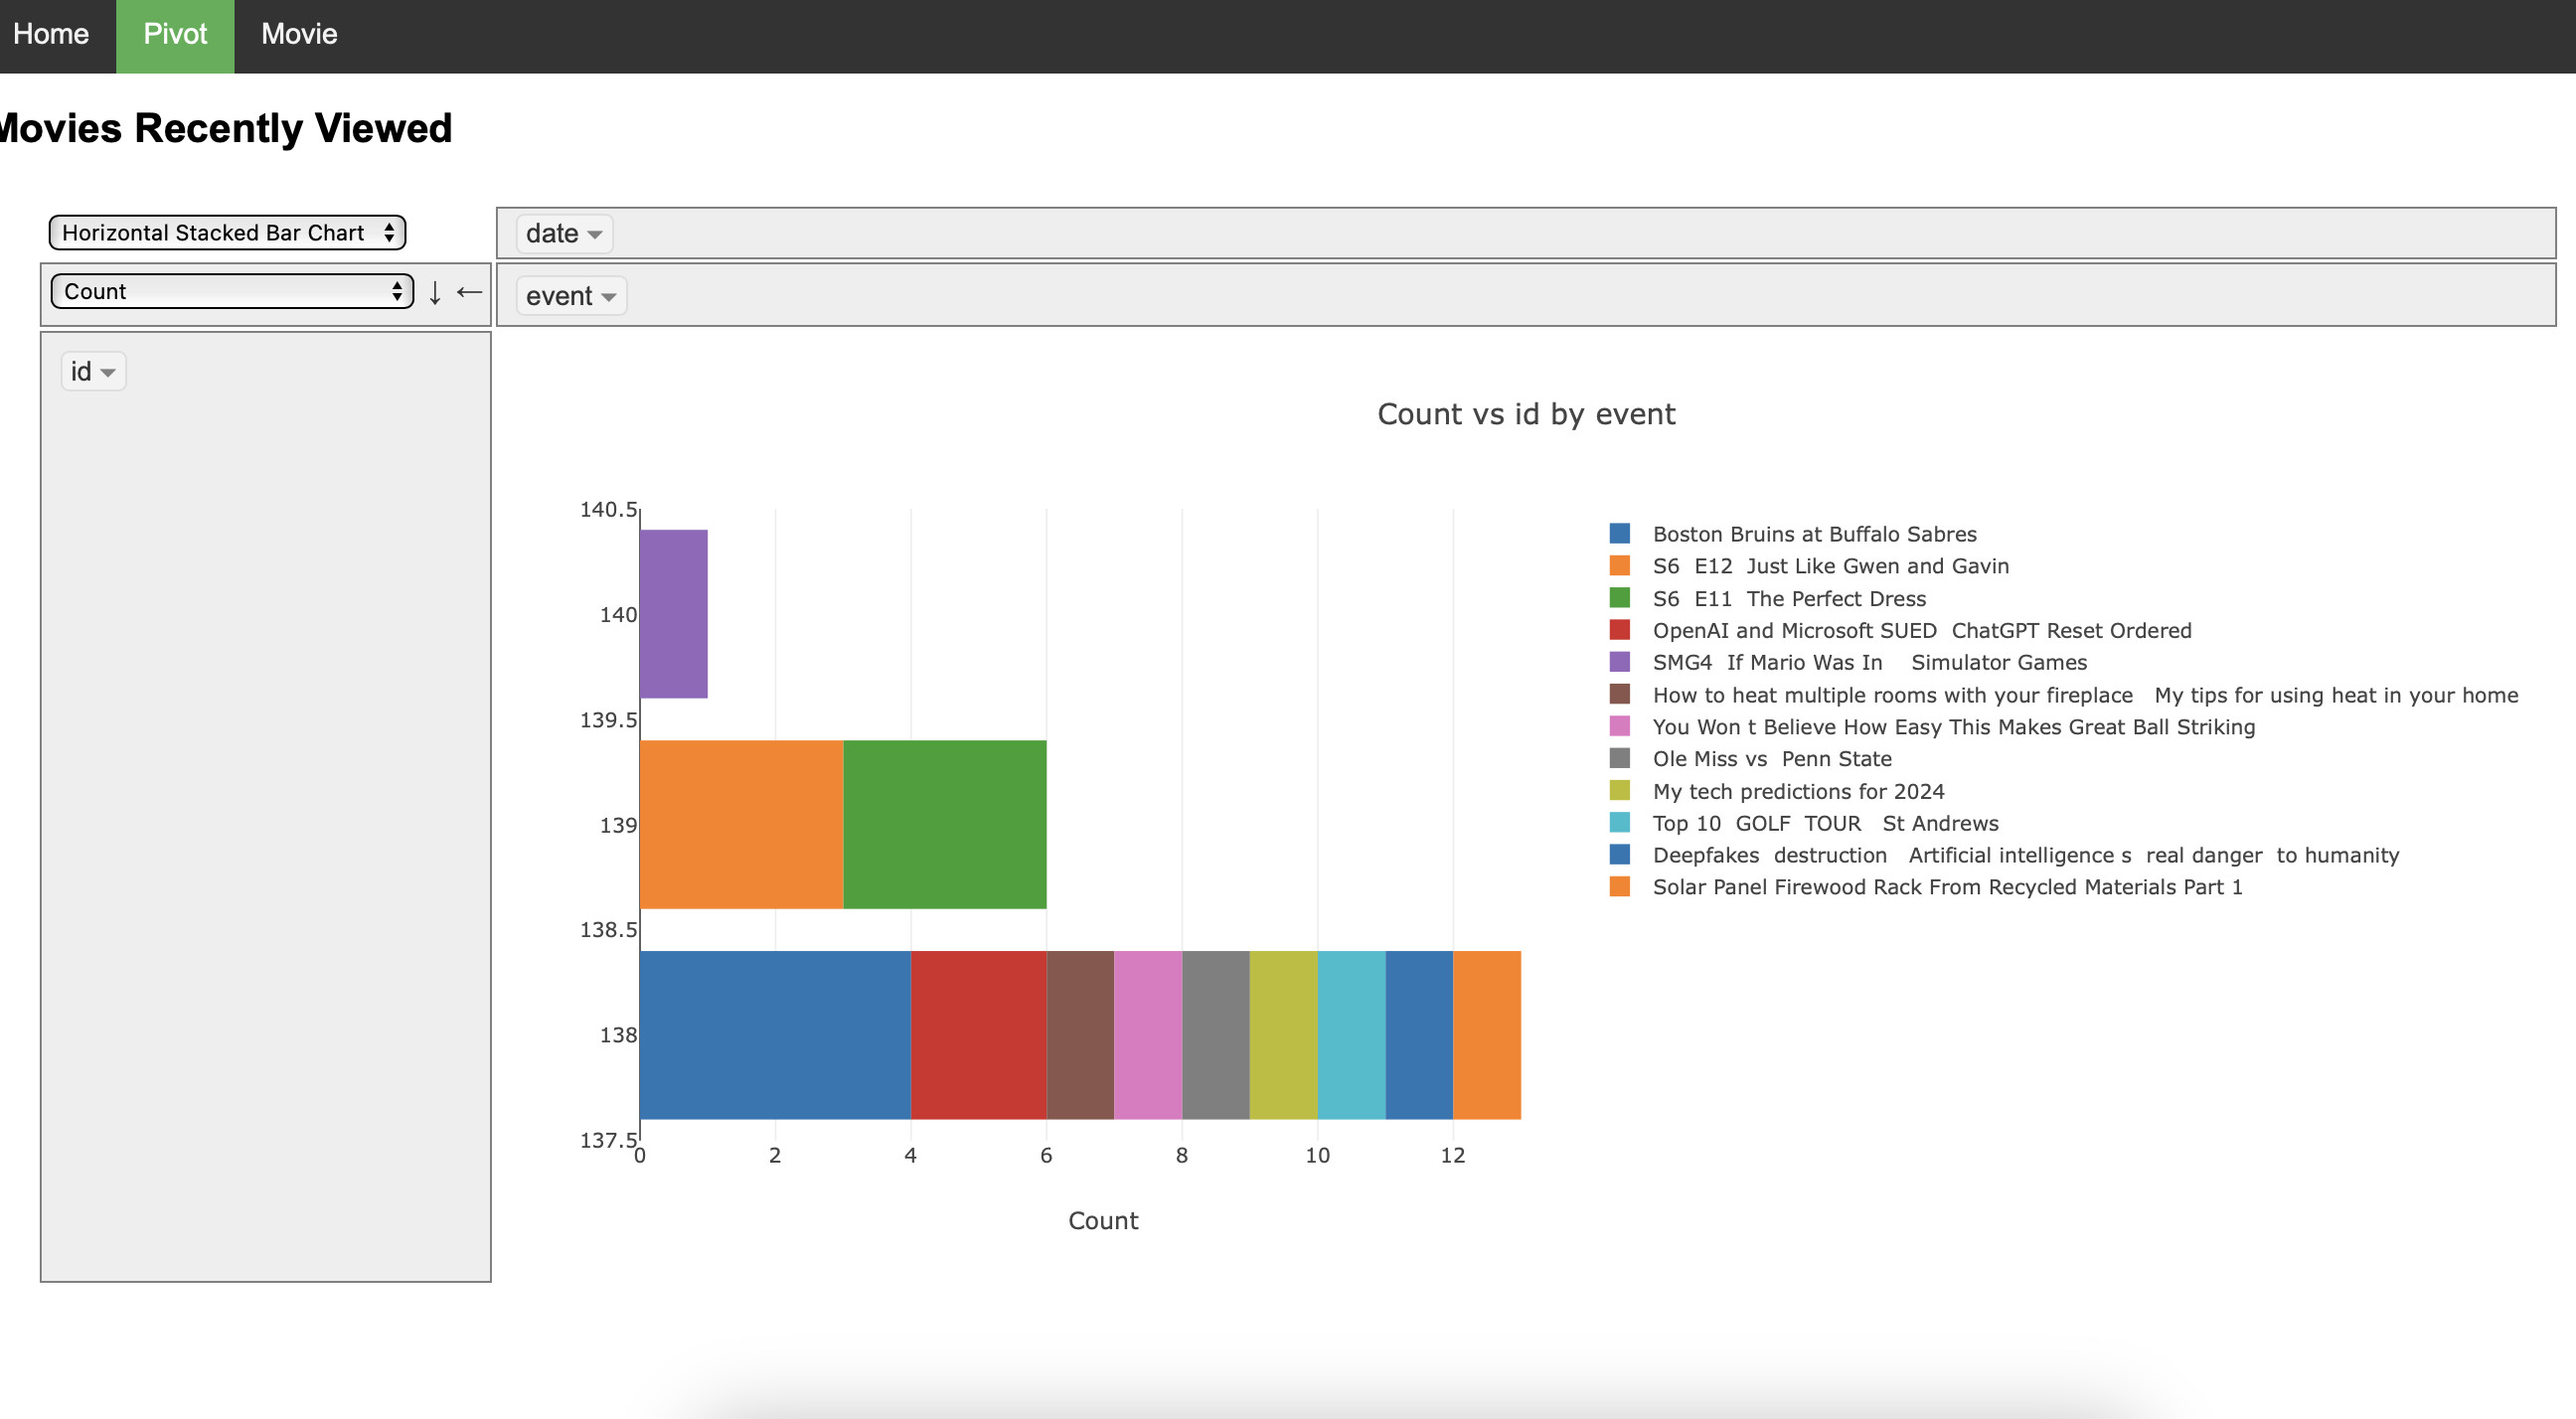 Home Pivot Movie
Movies Recently Viewed
Horizontal Stacked Bar Chart
date
Count ↓ ←
event
id
Count vs id by event
140.5
140
139.5
139
138.5
138
137.5
0 2 4 6 8 10 12
Count
Boston Bruins at Buffalo Sabres
S6 E12 Just Like Gwen and Gavin
S6 E11 The Perfect Dress
OpenAI and Microsoft SUED ChatGPT Reset Ordered
SMG4 If Mario Was In Simulator Games
How to heat multiple rooms with your fireplace My tips for using heat in your home
You Won t Believe How Easy This Makes Great Ball Striking
Ole Miss vs Penn State
My tech predictions for 2024
Top 10 GOLF TOUR St Andrews
Deepfakes destruction Artificial intelligence s real danger to humanity
Solar Panel Firewood Rack From Recycled Materials Part 1